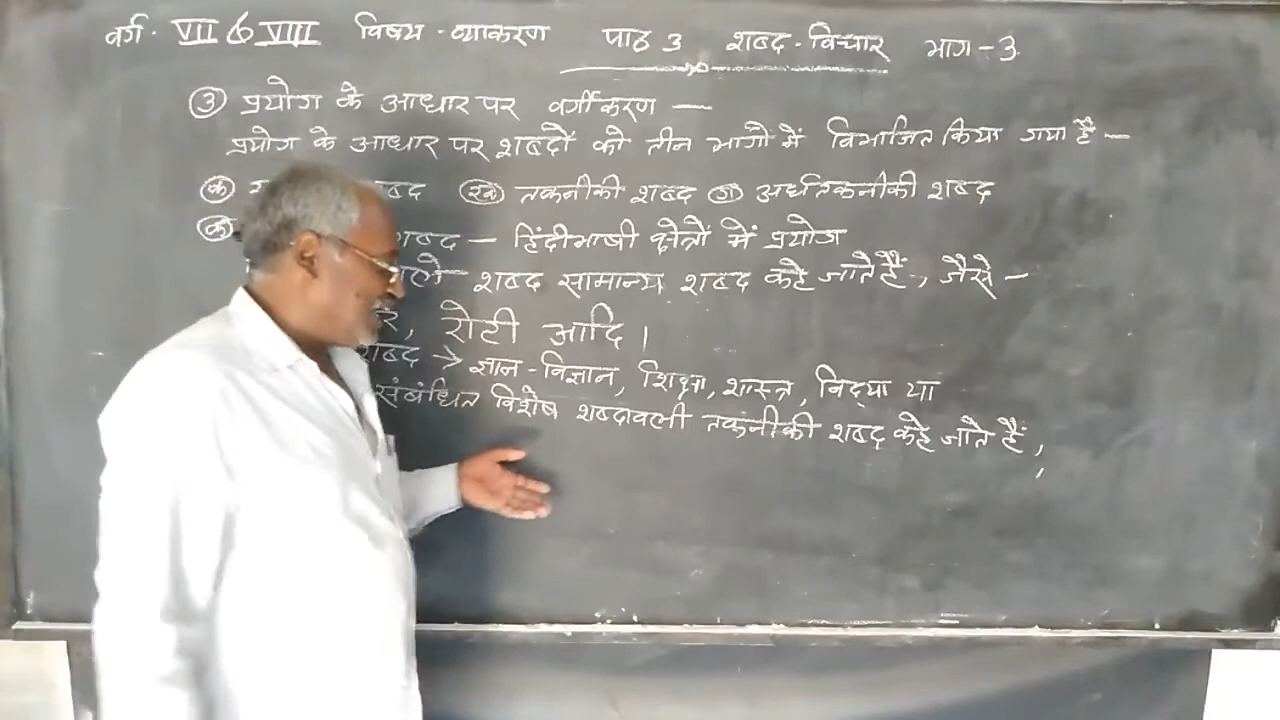 वर्ग. VII & VIII विषय - व्याकरण पाठ 3 शब्द - विचार भाग - 3
③ प्रयोग के आधार पर वर्गीकरण —
प्रयोग के आधार पर शब्दों को तीन भागों में विभाजित किया गया है —
क शब्द ख तकनीकी शब्द ग अर्धतकनीकी शब्द
क शब्द — हिंदीभाषी क्षेत्रों में प्रयोग
वाले शब्द सामान्य शब्द कहे जाते हैं, जैसे —
रोटी आदि।
शब्द → ज्ञान - विज्ञान, शिक्षा, शास्त्र, विद्या या
संबंधित विशेष शब्दावली तकनीकी शब्द कहे जाते हैं,